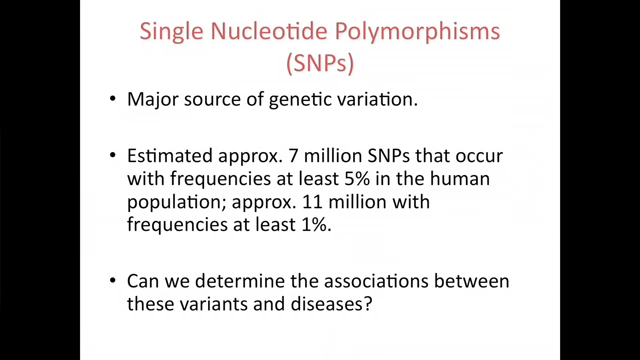 Single Nucleotide Polymorphisms
(SNPs)
• Major source of genetic variation.
• Estimated approx. 7 million SNPs that occur
with frequencies at least 5% in the human
population; approx. 11 million with
frequencies at least 1%.
• Can we determine the associations between
these variants and diseases?